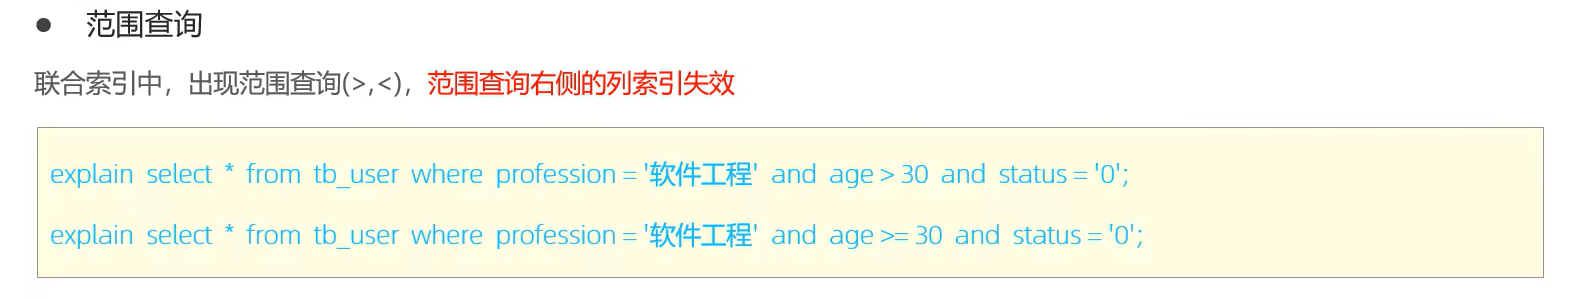 ● 范围查询
联合索引中，出现范围查询(>,<)，范围查询右侧的列索引失效
explain select * from tb_user where profession = '软件工程' and age > 30 and status = '0';
explain select * from tb_user where profession = '软件工程' and age >= 30 and status = '0';